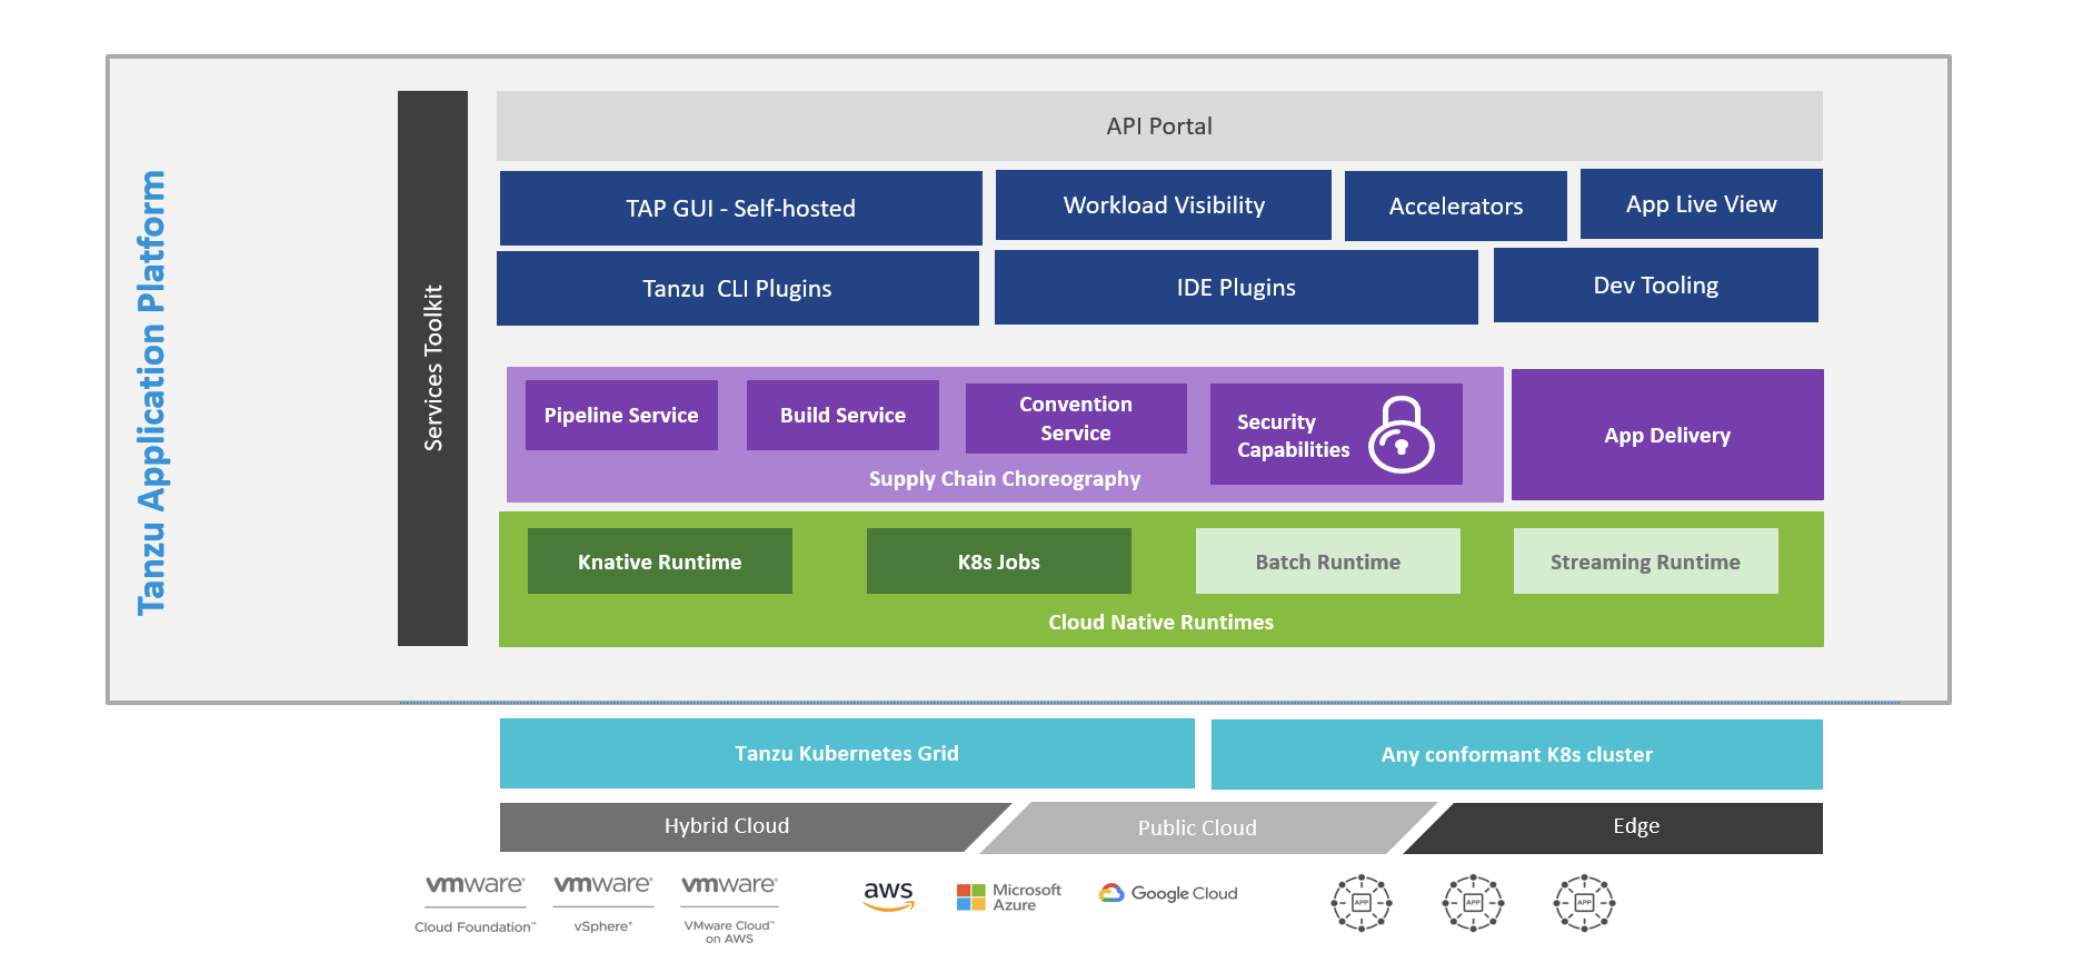 Tanzu Application Platform
Services Toolkit
API Portal
TAP GUI - Self-hosted
Workload Visibility
Accelerators
App Live View
Tanzu CLI Plugins
IDE Plugins
Dev Tooling
Pipeline Service
Build Service
Convention
Service
Security
Capabilities
Supply Chain Choreography
App Delivery
Knative Runtime
K8s Jobs
Batch Runtime
Streaming Runtime
Cloud Native Runtimes
Tanzu Kubernetes Grid
Any conformant K8s cluster
Hybrid Cloud
Public Cloud
Edge
vmware®
Cloud Foundation™
vmware®
vSphere®
vmware®
VMware Cloud™
on AWS
aws
Microsoft
Azure
Google Cloud
APP
APP
APP